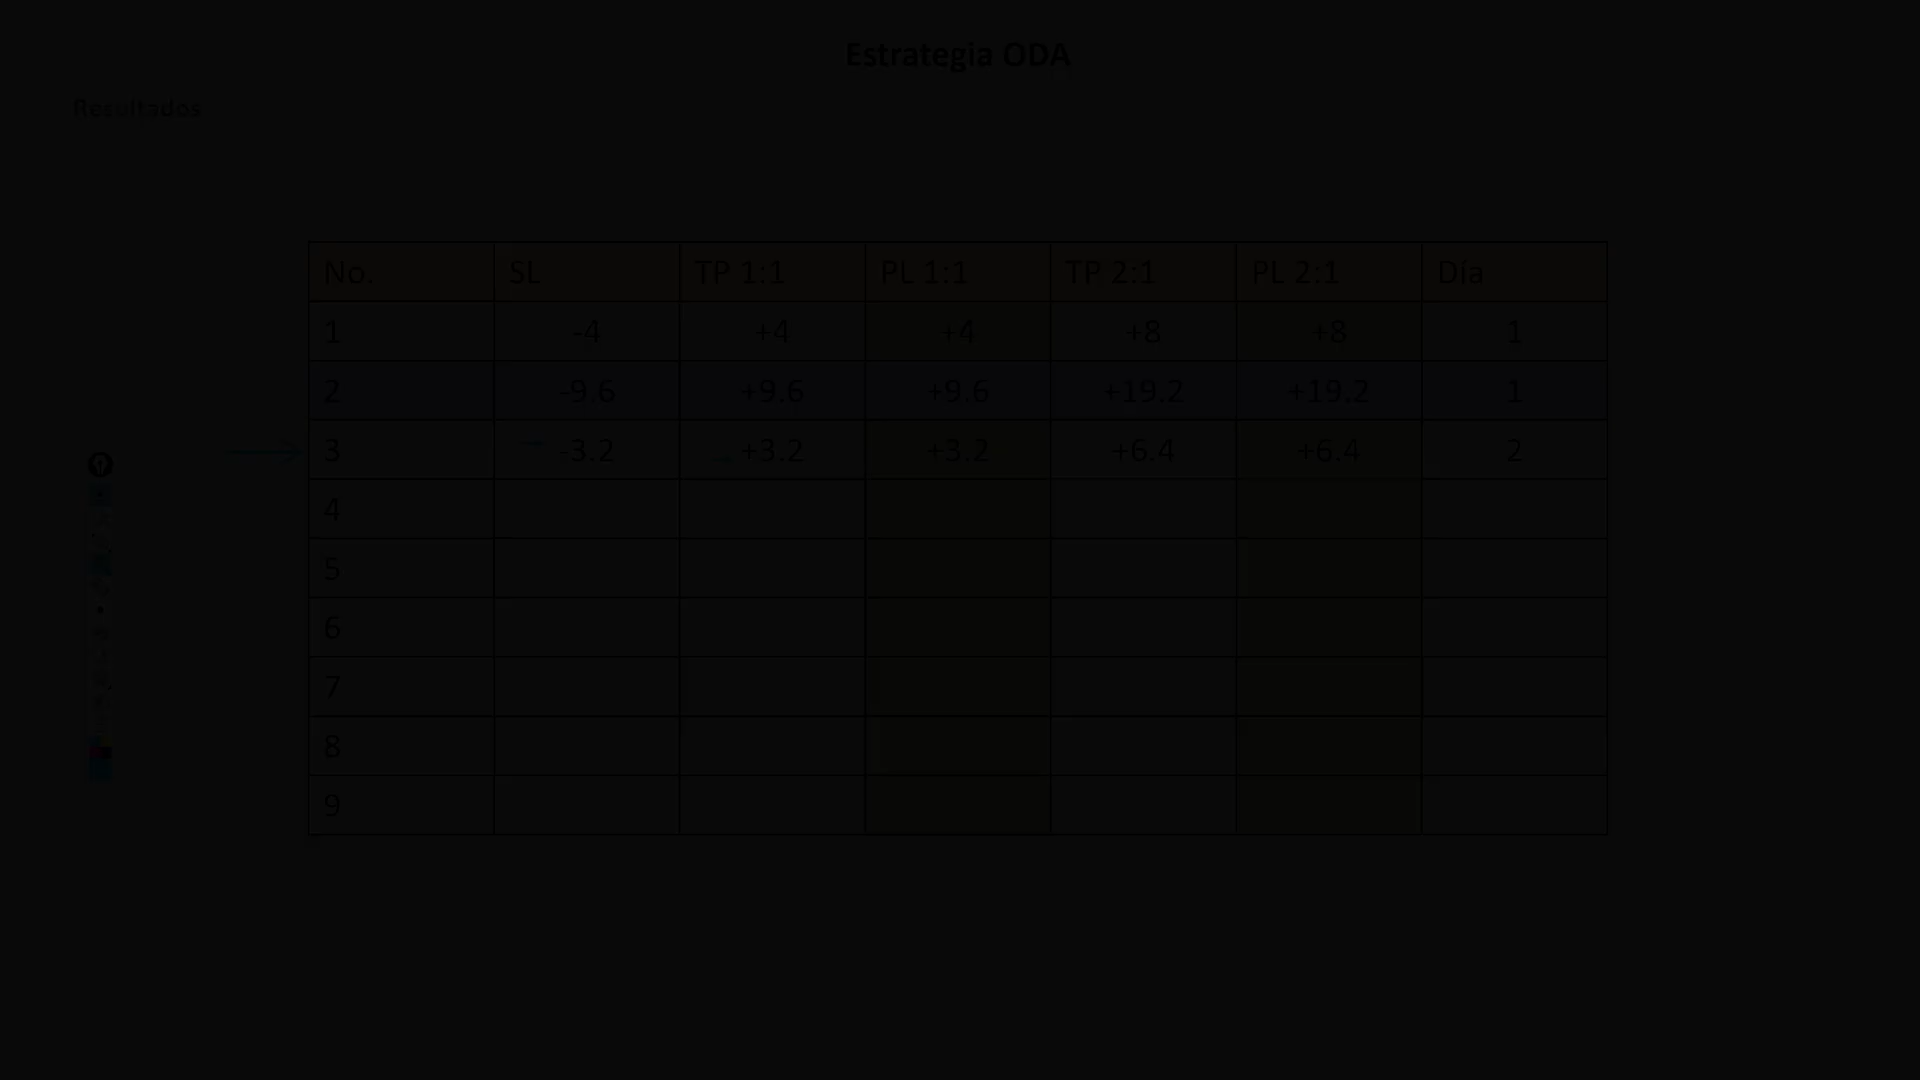 Estrategia ODA
Resultados
No. SL TP 1:1 PL 1:1 TP 2:1 PL 2:1 Día
1 -4 +4 +4 +8 +8 1
2 -9.6 +9.6 +9.6 +19.2 +19.2 1
3 -3.2 +3.2 +3.2 +6.4 +6.4 2
4
5
6
7
8
9